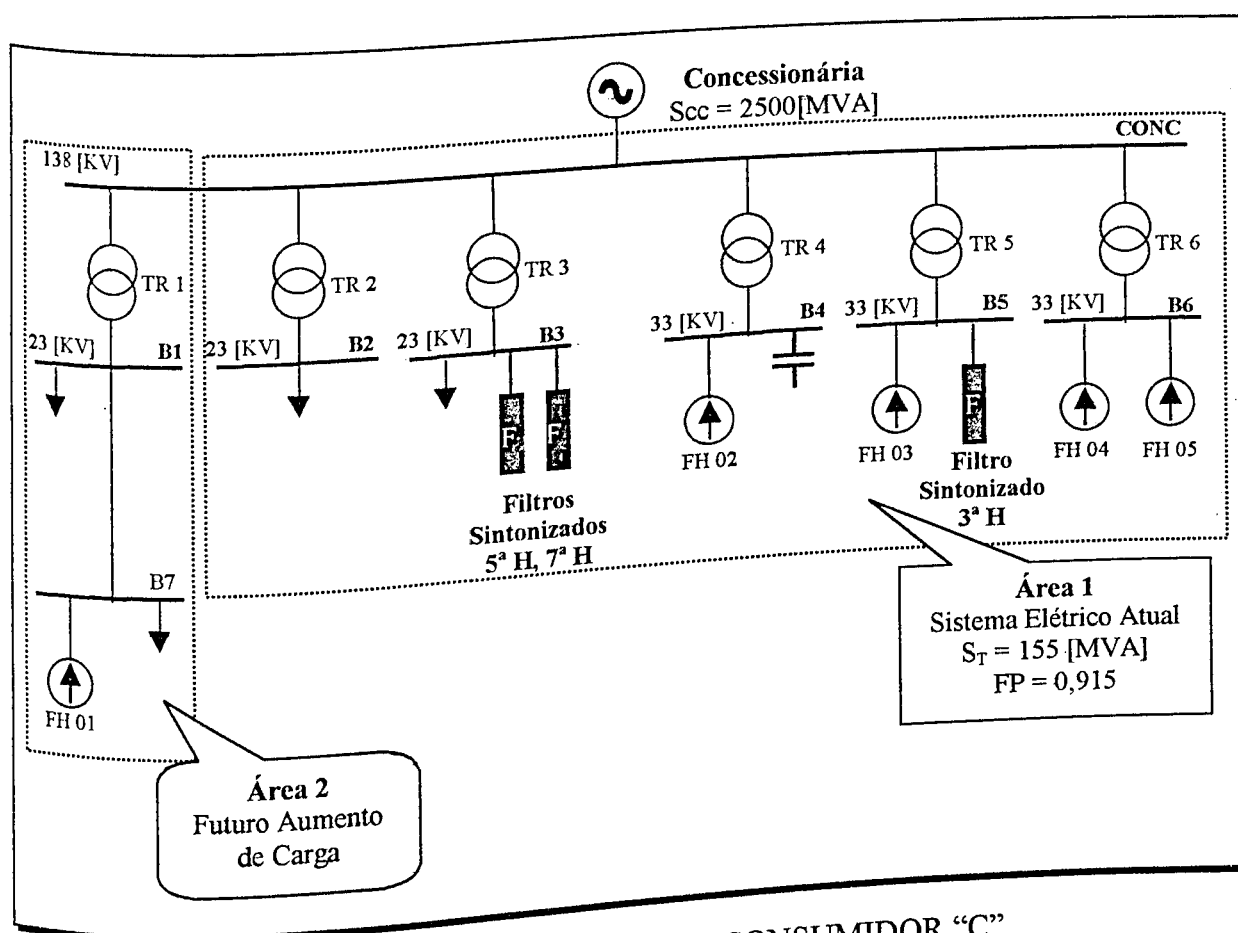 Concessionária
Scc = 2500[MVA]
CONC
138 [KV]
TR 1
TR 2
TR 3
TR 4
TR 5
TR 6
23 [KV]
B1
23 [KV]
B2
23 [KV]
B3
33 [KV]
B4
33 [KV]
B5
33 [KV]
B6
F
F
F
FH 02
FH 03
FH 04
FH 05
Filtros
Sintonizados
5ª H, 7ª H
Filtro
Sintonizado
3ª H
B7
FH 01
Área 1
Sistema Elétrico Atual
S_T = 155 [MVA]
FP = 0,915
Área 2
Futuro Aumento
de Carga
CONSUMIDOR “C”